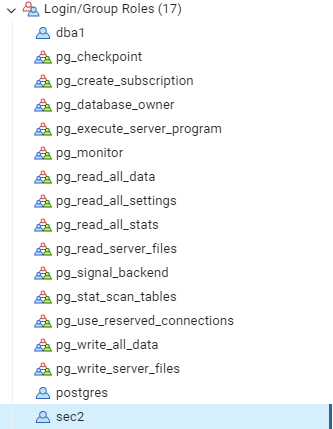 Login/Group Roles (17)
dba1
pg_checkpoint
pg_create_subscription
pg_database_owner
pg_execute_server_program
pg_monitor
pg_read_all_data
pg_read_all_settings
pg_read_all_stats
pg_read_server_files
pg_signal_backend
pg_stat_scan_tables
pg_use_reserved_connections
pg_write_all_data
pg_write_server_files
postgres
sec2